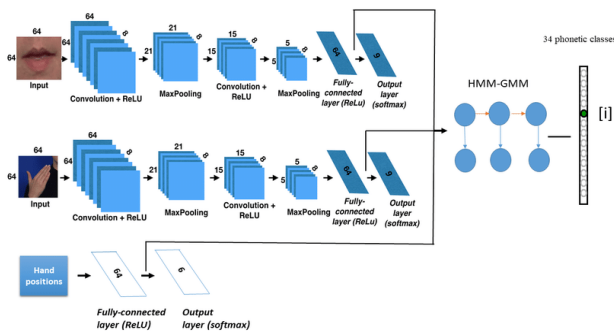 64
64
Input
64
64
8
Convolution + ReLU
21
21
8
MaxPooling
15
15
8
Convolution
+ ReLU
5
5
8
MaxPooling
64
Fully-
connected
layer (ReLu)
9
Output
layer
(softmax)
34 phonetic classes
HMM-GMM
[i]
64
64
Input
64
64
8
Convolution + ReLU
21
21
8
MaxPooling
15
15
8
Convolution
+ ReLU
5
5
8
MaxPooling
64
Fully-
connected
layer (ReLu)
9
Output
layer
(softmax)
Hand
positions
64
Fully-connected
layer (ReLU)
6
Output
layer (softmax)